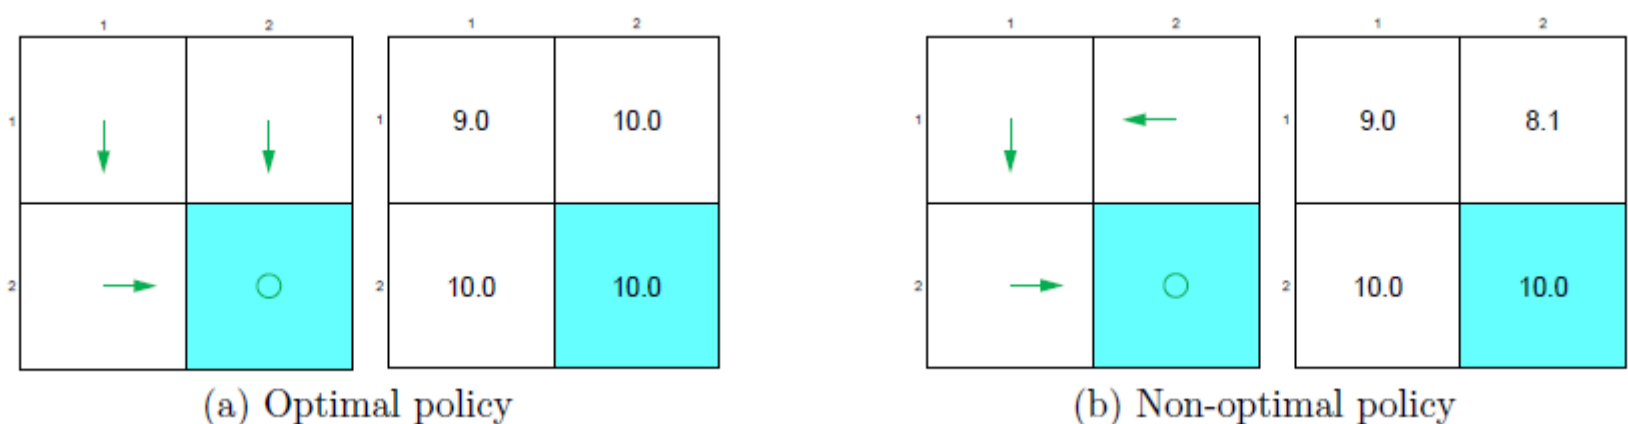 1 2 1 2 1 2 1 2
1 1 9.0 10.0 1 1 9.0 8.1
2 2 10.0 10.0 2 2 10.0 10.0
(a) Optimal policy (b) Non-optimal policy